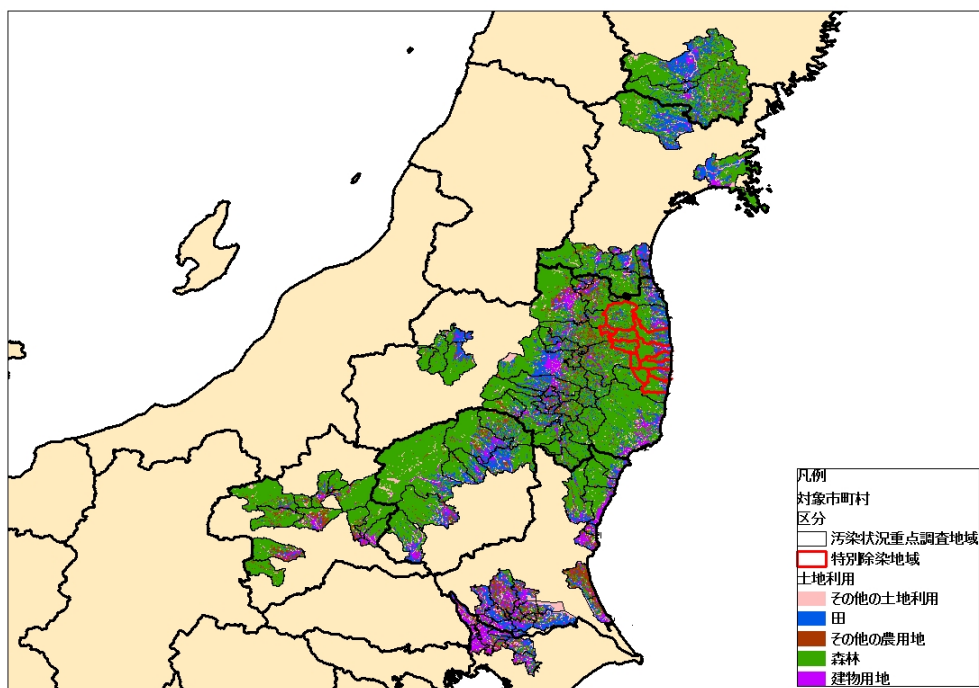 凡例
対象市町村
区分
汚染状況重点調査地域
特別除染地域
土地利用
その他の土地利用
田
その他の農用地
森林
建物用地